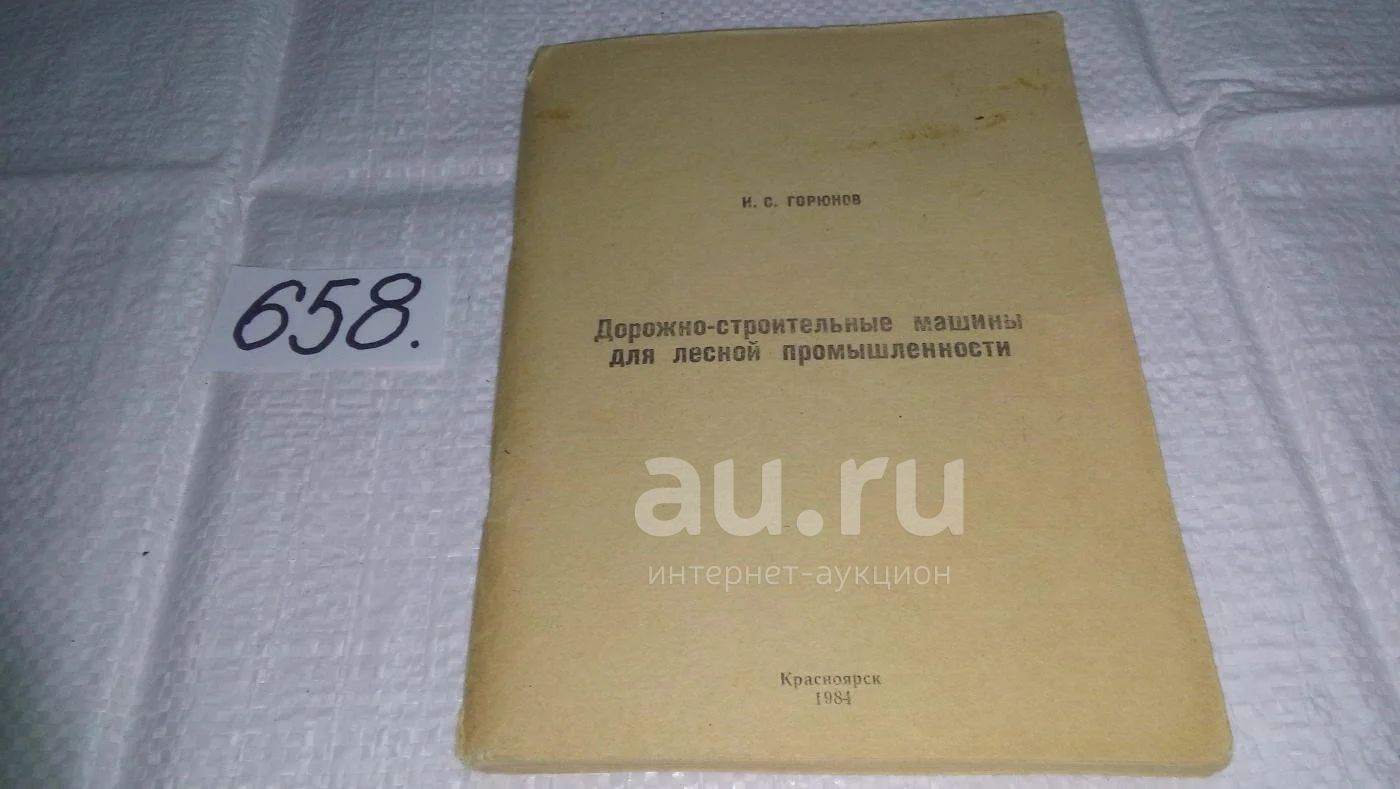 И. С. ГОРЮНОВ
658.
Дорожно-строительные машины
для лесной промышленности
au.ru
интернет-аукцион
Красноярск
1984